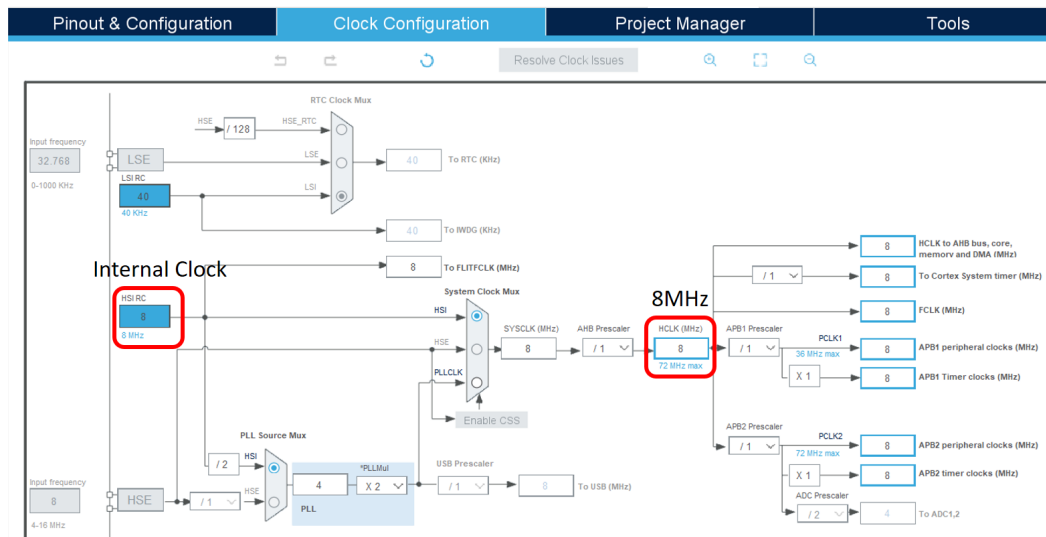 Pinout & Configuration
Clock Configuration
Project Manager
Tools
Resolve Clock Issues
RTC Clock Mux
HSE
/ 128
HSE_RTC
Input frequency
32.768
0-1000 KHz
LSE
LSE
40
To RTC (KHz)
LSI RC
40
40 KHz
LSI
40
To IWDG (KHz)
8
To FLITFCLK (MHz)
Internal Clock
HSI RC
8
8 MHz
System Clock Mux
HSI
HSE
PLLCLK
SYSCLK (MHz)
8
AHB Prescaler
/ 1
8MHz
HCLK (MHz)
8
72 MHz max
Enable CSS
8
HCLK to AHB bus, core,
memory and DMA (MHz)
/ 1
8
To Cortex System timer (MHz)
8
FCLK (MHz)
APB1 Prescaler
/ 1
PCLK1
36 MHz max
8
APB1 peripheral clocks (MHz)
X 1
8
APB1 Timer clocks (MHz)
APB2 Prescaler
/ 1
PCLK2
72 MHz max
8
APB2 peripheral clocks (MHz)
X 1
8
APB2 timer clocks (MHz)
ADC Prescaler
/ 2
4
To ADC1,2
PLL Source Mux
/ 2
HSI
HSE
4
*PLLMul
X 2
PLL
USB Prescaler
/ 1
8
To USB (MHz)
Input frequency
8
4-16 MHz
HSE
/ 1